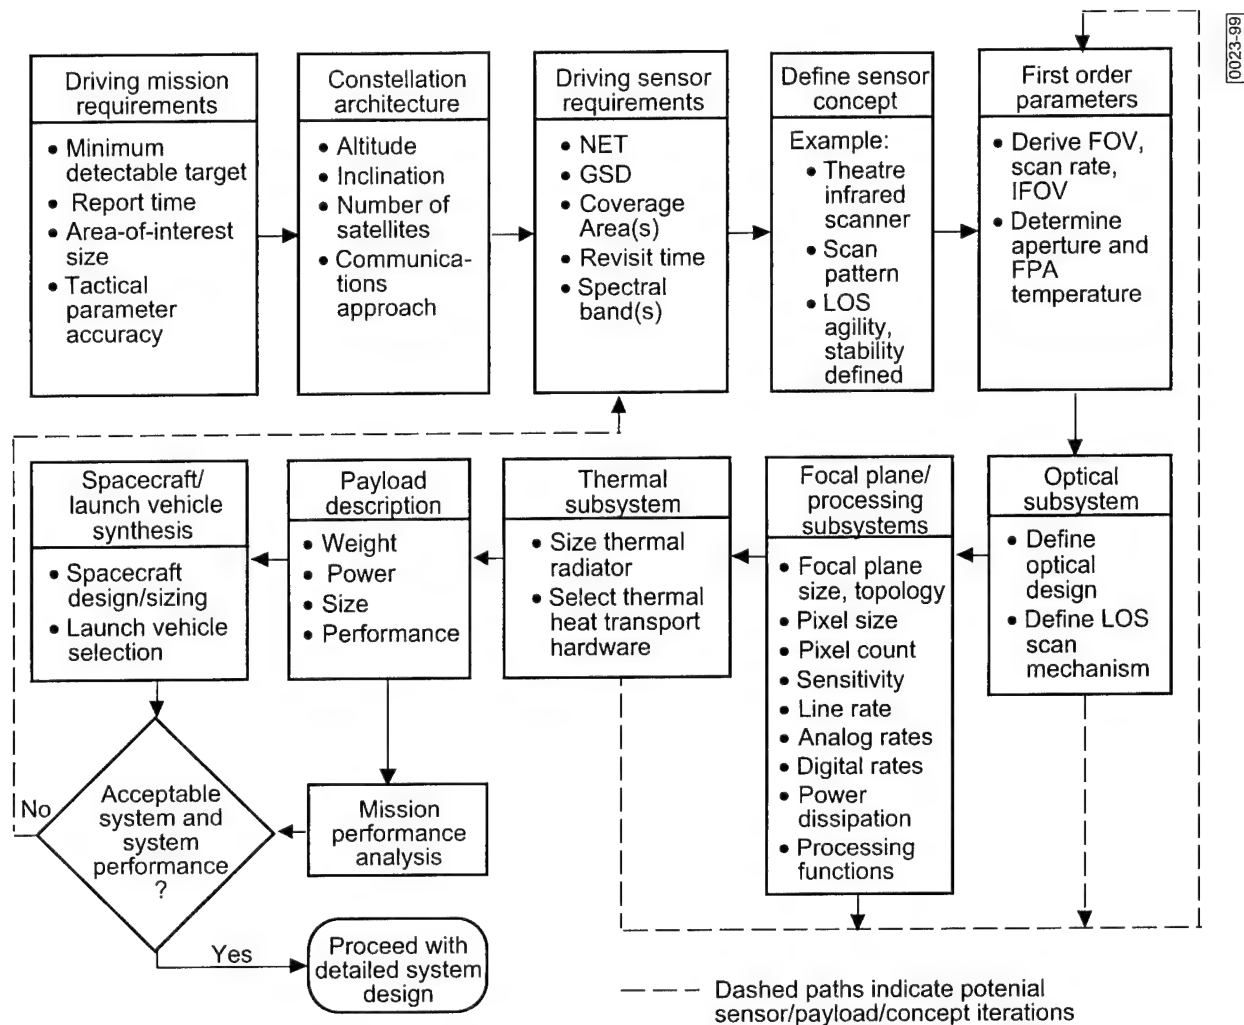 0023-99
Driving mission
requirements
• Minimum
detectable target
• Report time
• Area-of-interest
size
• Tactical
parameter
accuracy
Constellation
architecture
• Altitude
• Inclination
• Number of
satellites
• Communica-
tions
approach
Driving sensor
requirements
• NET
• GSD
• Coverage
Area(s)
• Revisit time
• Spectral
band(s)
Define sensor
concept
Example:
• Theatre
infrared
scanner
• Scan
pattern
• LOS
agility,
stability
defined
First order
parameters
• Derive FOV,
scan rate,
IFOV
• Determine
aperture and
FPA
temperature
Optical
subsystem
• Define
optical
design
• Define LOS
scan
mechanism
Focal plane/
processing
subsystems
• Focal plane
size, topology
• Pixel size
• Pixel count
• Sensitivity
• Line rate
• Analog rates
• Digital rates
• Power
dissipation
• Processing
functions
Thermal
subsystem
• Size thermal
radiator
• Select thermal
heat transport
hardware
Payload
description
• Weight
• Power
• Size
• Performance
Spacecraft/
launch vehicle
synthesis
• Spacecraft
design/sizing
• Launch vehicle
selection
Mission
performance
analysis
No
Acceptable
system and
system
performance
?
Yes
Proceed with
detailed system
design
Dashed paths indicate potenial
sensor/payload/concept iterations